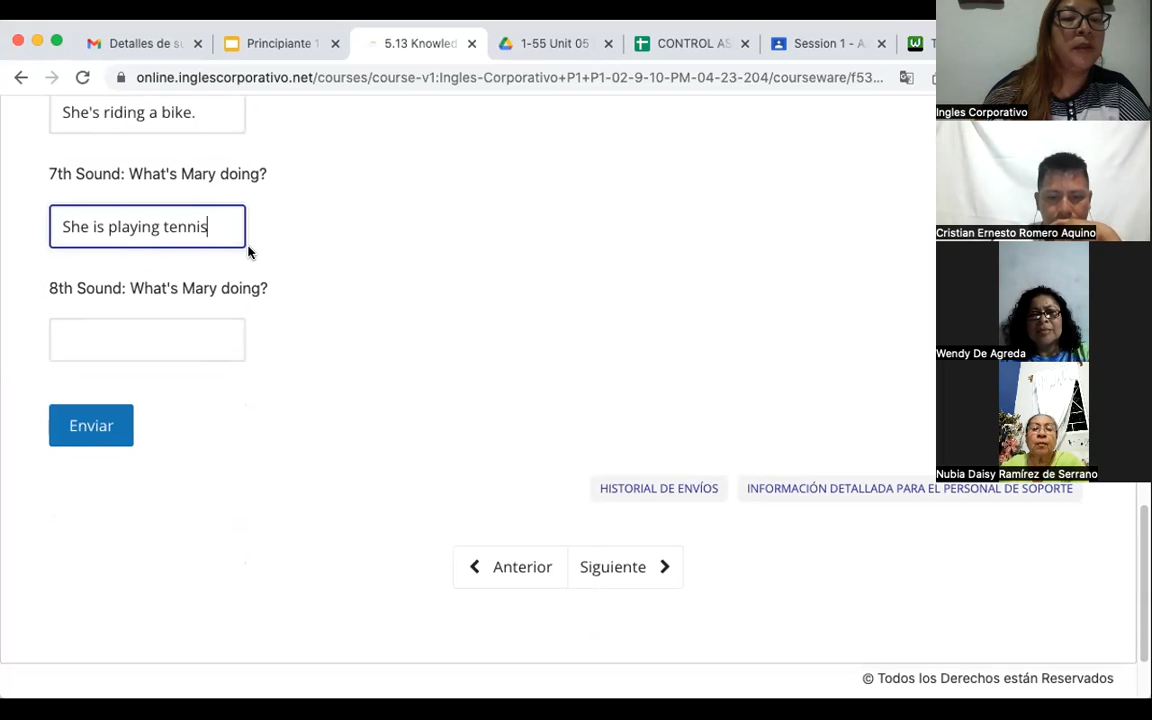 Detalles de su
Principiante 1
5.13 Knowled
1-55 Unit 05
CONTROL AS
Session 1 - A
online.inglescorporativo.net/courses/course-v1:Ingles-Corporativo+P1+P1-02-9-10-PM-04-23-204/courseware/f53...
She's riding a bike.
7th Sound: What's Mary doing?
She is playing tennis
8th Sound: What's Mary doing?
Enviar
HISTORIAL DE ENVÍOS
INFORMACIÓN DETALLADA PARA EL PERSONAL DE SOPORTE
Anterior
Siguiente
© Todos los Derechos están Reservados
Ingles Corporativo
Cristian Ernesto Romero Aquino
Wendy De Agreda
Nubia Daisy Ramírez de Serrano